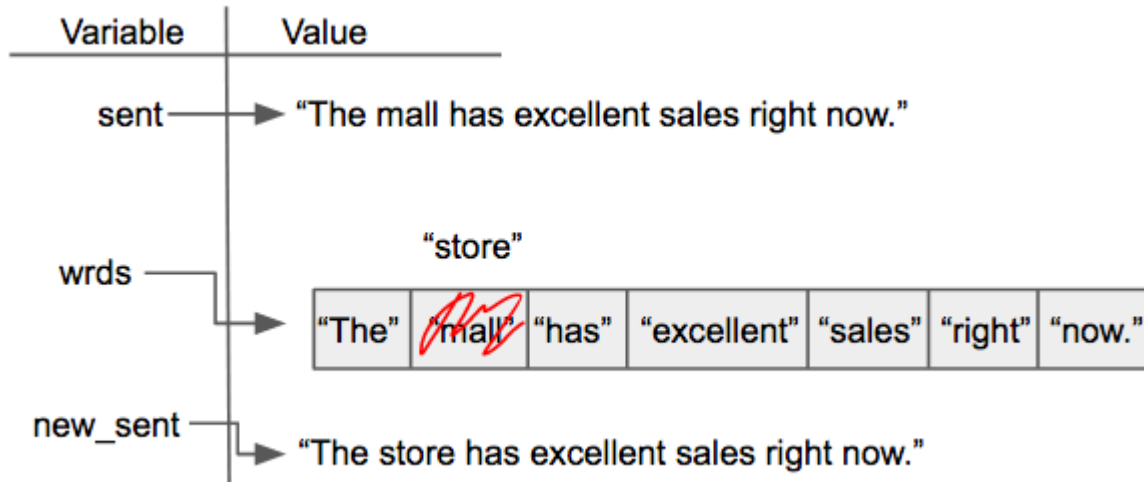 Variable Value
sent “The mall has excellent sales right now.”
“store”
wrds
“The” “mall” “has” “excellent” “sales” “right” “now.”
new_sent
“The store has excellent sales right now.”